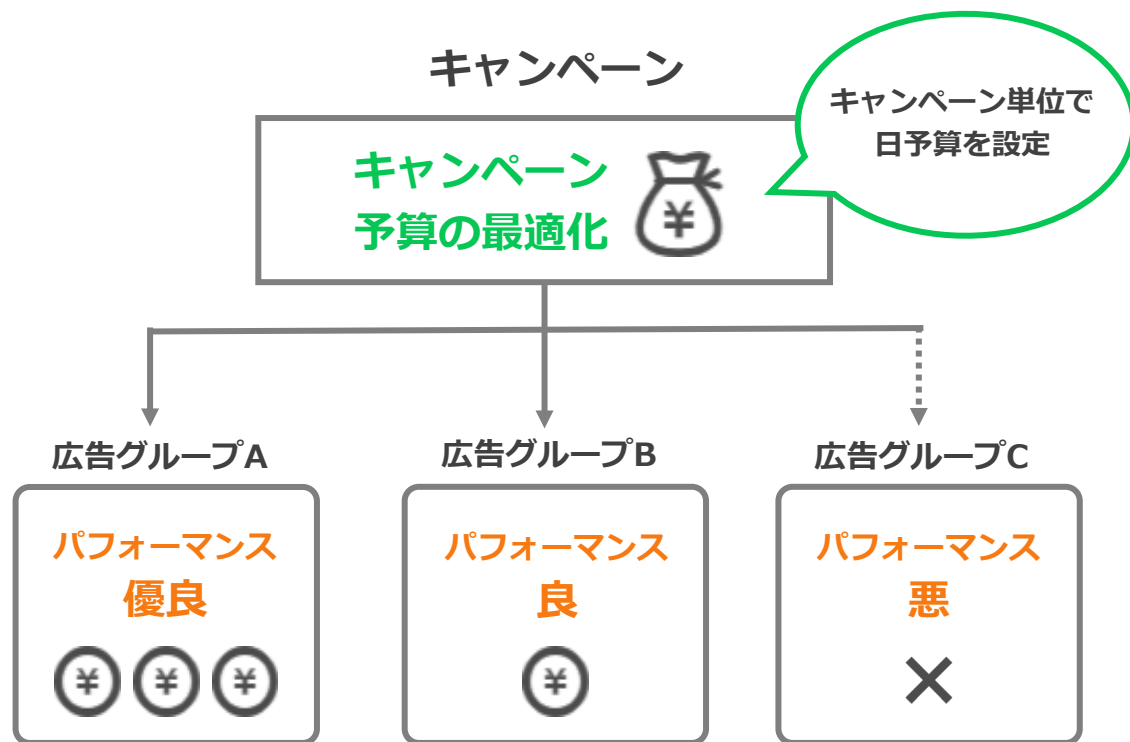 キャンペーン
キャンペーン単位で
日予算を設定
キャンペーン
予算の最適化
¥
広告グループA
広告グループB
広告グループC
パフォーマンス
優良
¥ ¥ ¥
パフォーマンス
良
¥
パフォーマンス
悪